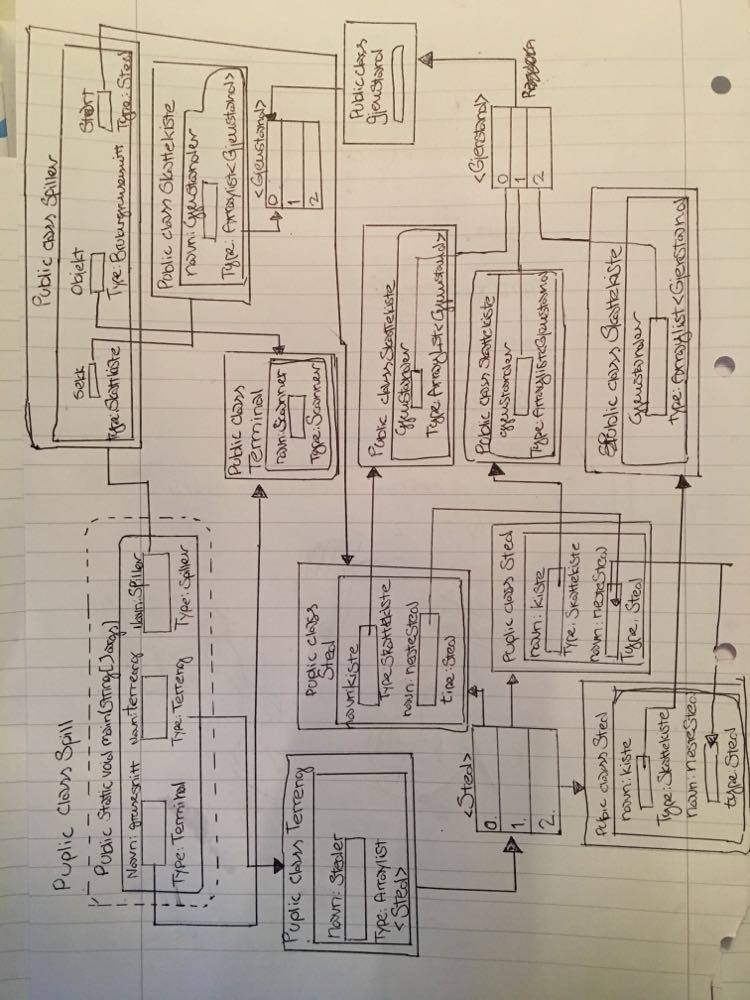 Puplic Class Spill
Puplic Static void main(String[]args)
Navn: grensesnitt
Type: Terminal
Navn: terreng
Type: Terreng
Navn: Spiller
Type: Spiller
Public class Spiller
Sekk
Type: Skattkiste
Objekt
Type: Brukergrensesnitt
Start
Type: Sted
Public class Skattekiste
navn: Gjenstander
Type: Arraylist<Gjenstand>
<Gjenstand>
0
1
2
Public class
gjenstand
Public class
Terminal
navn: Scanner
Type: Scanner
Puplic class Terreng
navn: Steder
Type: Arraylist
<Sted>
<Sted>
0.
1.
2.
Puplic class
Sted
navn: kiste
Type: Skattekiste
navn: nesteSted
type: Sted
Puplic class Sted
navn: kiste
Type: Skattekiste
navn: nesteSted
Type: Sted
Public class Sted
navn: kiste
Type: Skattekiste
navn: nesteSted
type: Sted
Public class Skattekiste
Gjenstander
Type: ArrayList<Gjenstand>
Public class Skattekiste
gjenstander
Type: Arraylist<Gjenstand
Public class Skattekiste
Gjenstander
type: Arraylist<Gjenstand
<Gjenstand>
0
1
2